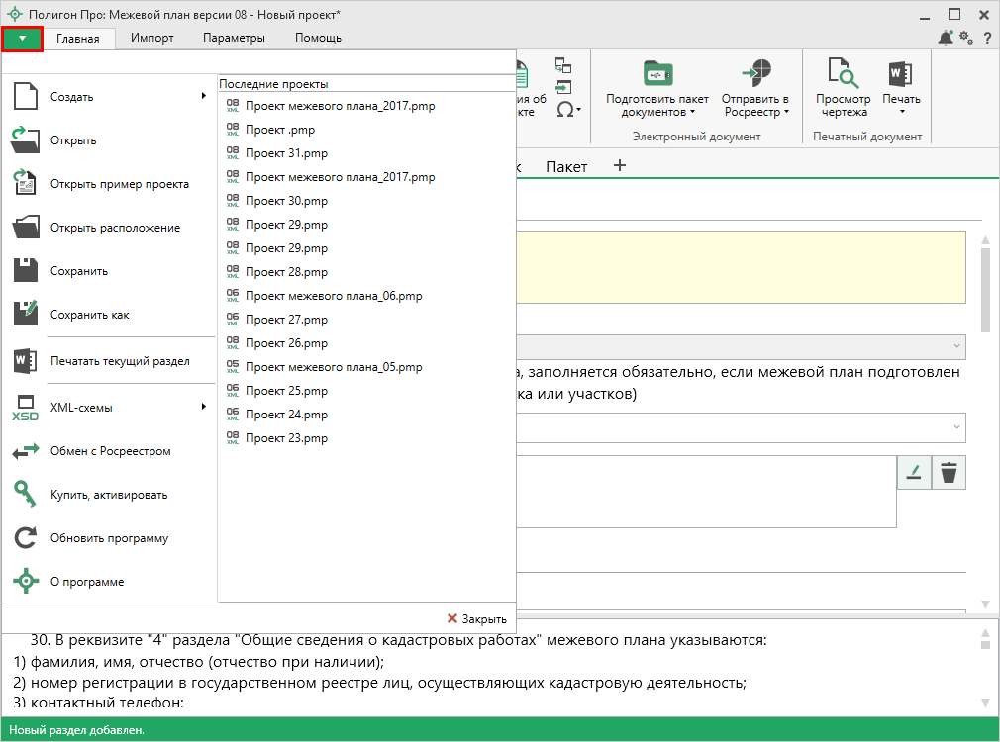 Полигон Про: Межевой план версии 08 - Новый проект*
Главная Импорт Параметры Помощь
?
Создать
Открыть
Открыть пример проекта
Открыть расположение
Сохранить
Сохранить как
Печатать текущий раздел
XSD XML-схемы
Обмен с Росреестром
Купить, активировать
Обновить программу
О программе
Последние проекты
08 XML Проект межевого плана_2017.pmp
08 XML Проект .pmp
08 XML Проект 31.pmp
08 XML Проект межевого плана_2017.pmp
08 XML Проект 30.pmp
08 XML Проект 29.pmp
08 XML Проект 29.pmp
08 XML Проект 28.pmp
06 XML Проект межевого плана_06.pmp
06 XML Проект 27.pmp
08 XML Проект 26.pmp
05 XML Проект межевого плана_05.pmp
06 XML Проект 25.pmp
06 XML Проект 24.pmp
08 XML Проект 23.pmp
Закрыть
ия об
кте
Ω
Подготовить пакет
документов
Отправить в
Росреестр
Электронный документ
Просмотр
чертежа
W
Печать
Печатный документ
к Пакет +
а, заполняется обязательно, если межевой план подготовлен
ка или участков)
30. В реквизите "4" раздела "Общие сведения о кадастровых работах" межевого плана указываются:
1) фамилия, имя, отчество (отчество при наличии);
2) номер регистрации в государственном реестре лиц, осуществляющих кадастровую деятельность;
3) контактный телефон;
Новый раздел добавлен.